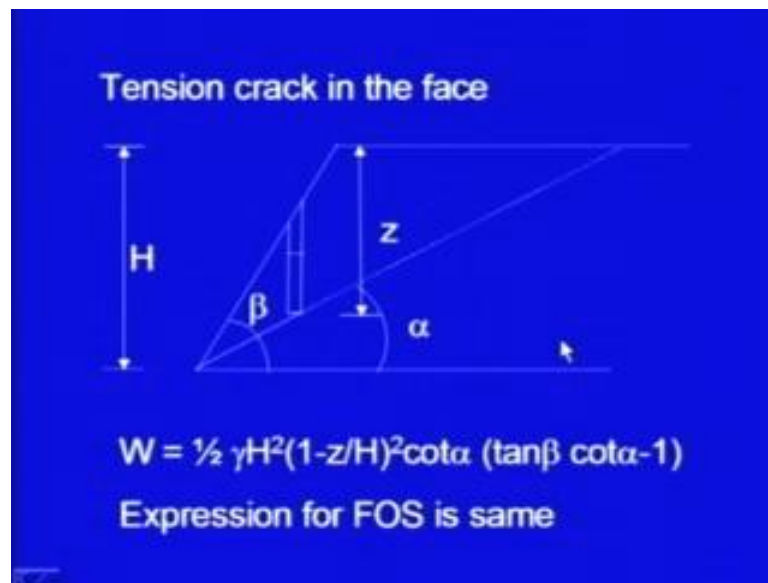 Tension crack in the face
H
z
β
α
W = ½ γH²(1-z/H)²cotα (tanβ cotα-1)
Expression for FOS is same